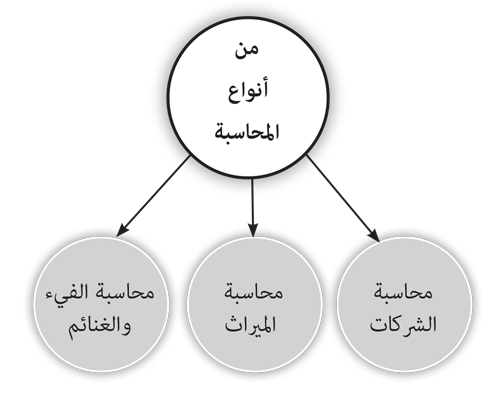 من
أنواع
المحاسبة
محاسبة
الشركات
محاسبة
الميراث
محاسبة الفيء
والغنائم